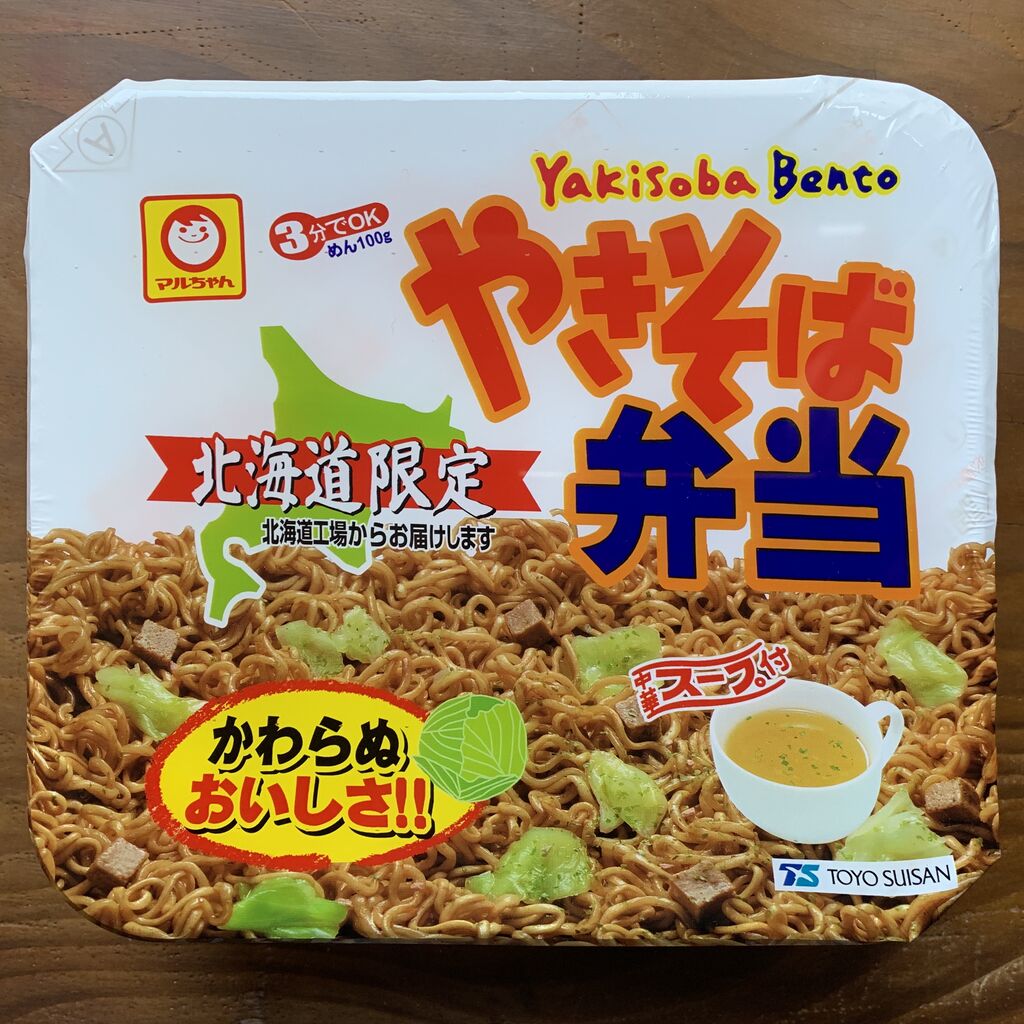 Yakisoba Bento
マルちゃん
3分でOK
めん100g
やきそば
弁当
北海道限定
北海道工場からお届けします
中華スープ付
かわらぬ
おいしさ!!
TS TOYO SUISAN
A